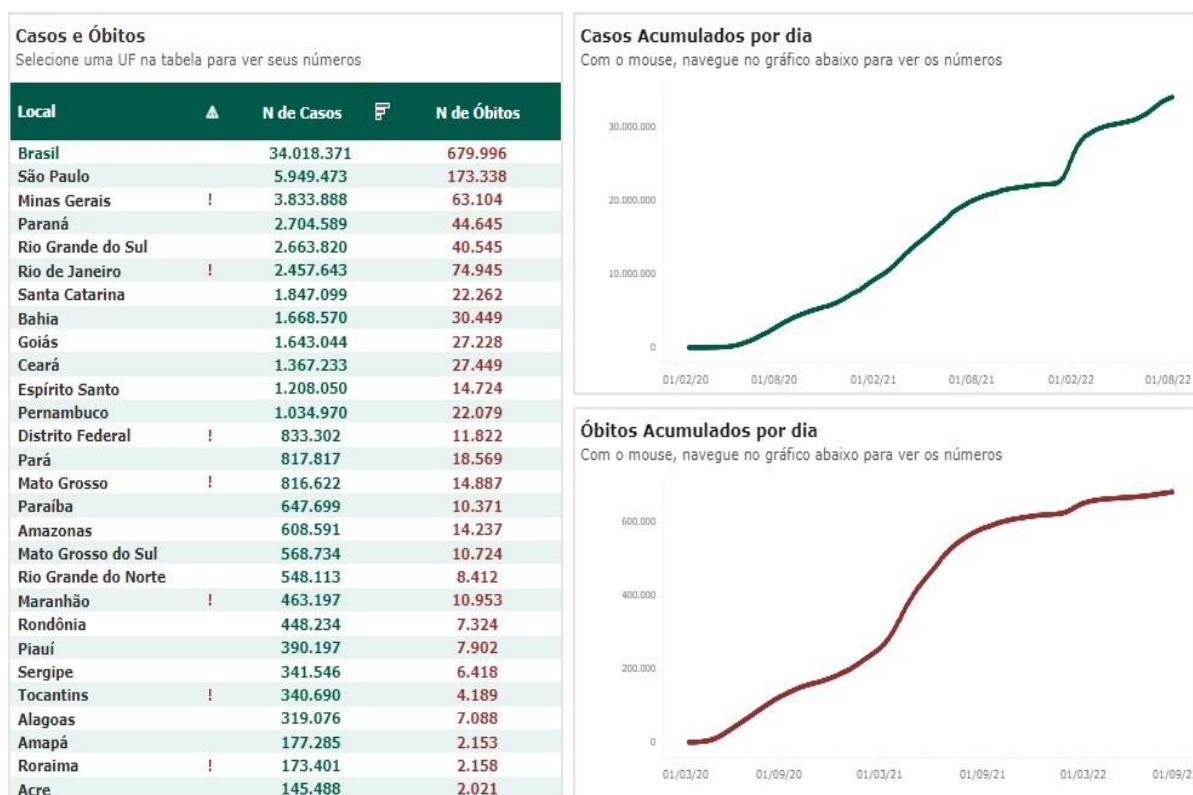 Casos e Óbitos
Selecione uma UF na tabela para ver seus números
Local N de Casos N de Óbitos
Brasil 34.018.371 679.996
São Paulo 5.949.473 173.338
Minas Gerais ! 3.833.888 63.104
Paraná 2.704.589 44.645
Rio Grande do Sul 2.663.820 40.545
Rio de Janeiro ! 2.457.643 74.945
Santa Catarina 1.847.099 22.262
Bahia 1.668.570 30.449
Goiás 1.643.044 27.228
Ceará 1.367.233 27.449
Espírito Santo 1.208.050 14.724
Pernambuco 1.034.970 22.079
Distrito Federal ! 833.302 11.822
Pará 817.817 18.569
Mato Grosso ! 816.622 14.887
Paraíba 647.699 10.371
Amazonas 608.591 14.237
Mato Grosso do Sul 568.734 10.724
Rio Grande do Norte 548.113 8.412
Maranhão ! 463.197 10.953
Rondônia 448.234 7.324
Piauí 390.197 7.902
Sergipe 341.546 6.418
Tocantins ! 340.690 4.189
Alagoas 319.076 7.088
Amapá 177.285 2.153
Roraima ! 173.401 2.158
Acre 145.488 2.021
Casos Acumulados por dia
Com o mouse, navegue no gráfico abaixo para ver os números
30.000.000
20.000.000
10.000.000
0
01/02/20 01/08/20 01/02/21 01/08/21 01/02/22 01/08/22
Óbitos Acumulados por dia
Com o mouse, navegue no gráfico abaixo para ver os números
600.000
400.000
200.000
0
01/03/20 01/09/20 01/03/21 01/09/21 01/03/22 01/09/2